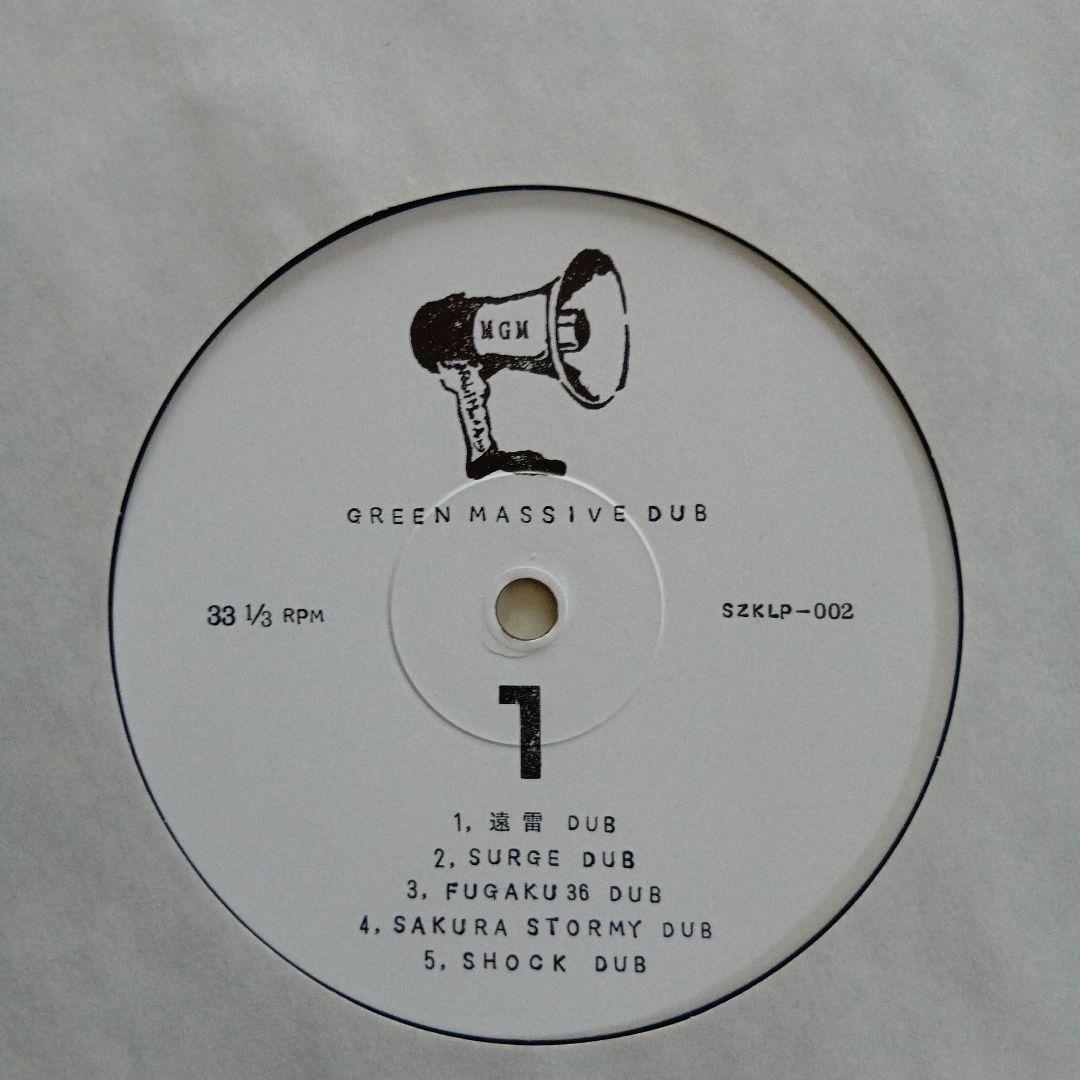 MGM
GREEN MASSIVE DUB
33 1/3 RPM
SZKLP-002
1
1, 遠雷 DUB
2, SURGE DUB
3, FUGAKU 36 DUB
4, SAKURA STORMY DUB
5, SHOCK DUB